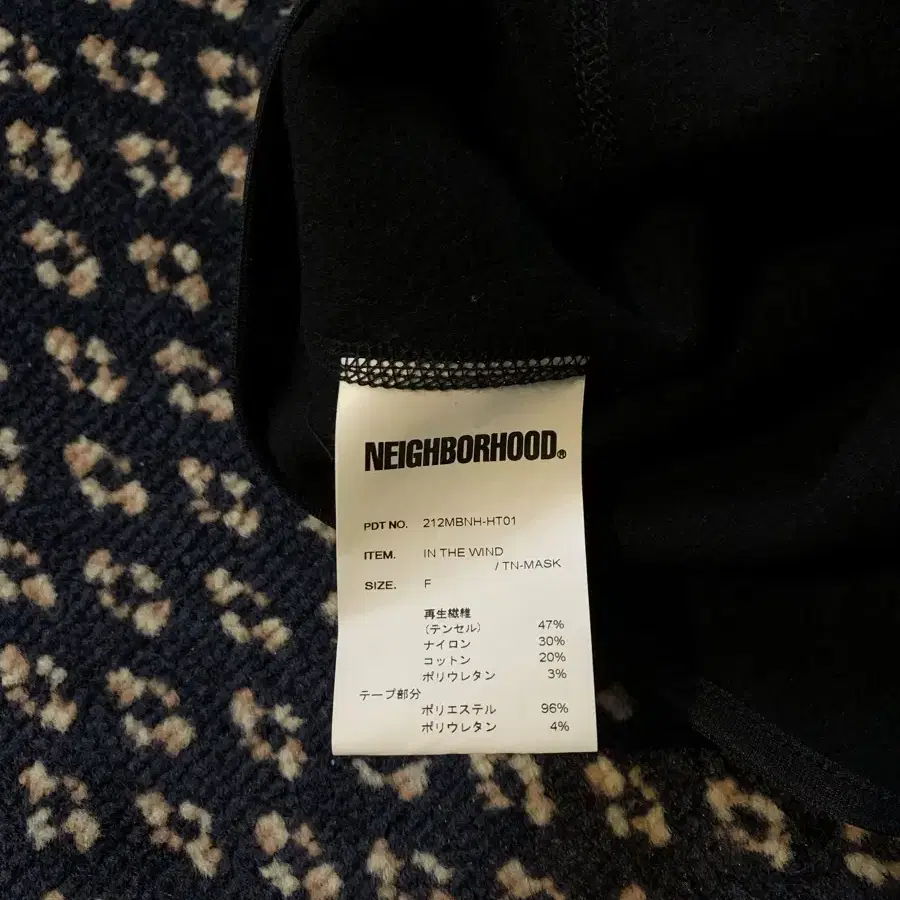 NEIGHBORHOOD®
PDT NO. 212MBNH-HT01
ITEM. IN THE WIND
/ TN-MASK
SIZE. F
再生繊維
(テンセル) 47%
ナイロン 30%
コットン 20%
ポリウレタン 3%
テープ部分
ポリエステル 96%
ポリウレタン 4%